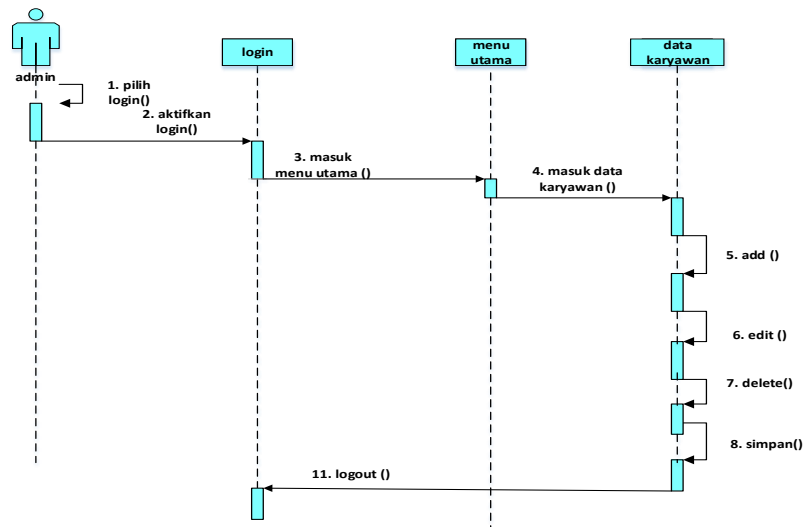 admin
login
menu
utama
data
karyawan
1. pilih
login()
2. aktifkan
login()
3. masuk
menu utama ()
4. masuk data
karyawan ()
5. add ()
6. edit ()
7. delete()
8. simpan()
11. logout ()